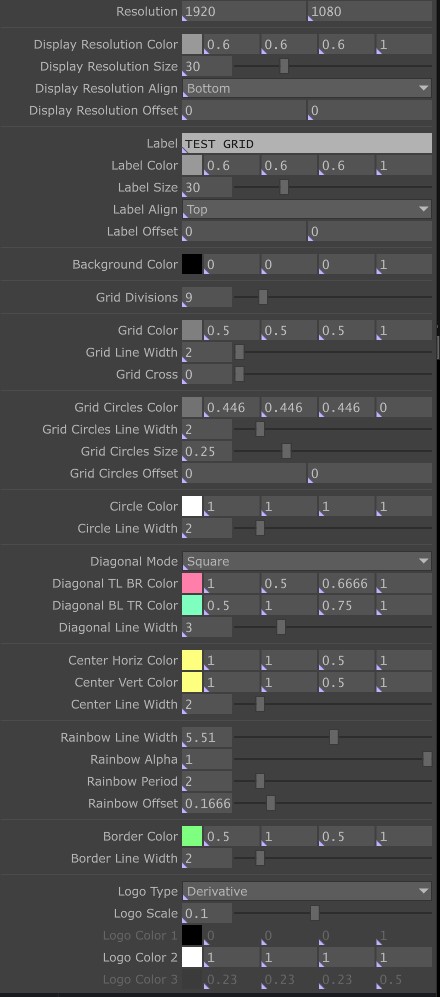 Resolution 1920 1080
Display Resolution Color 0.6 0.6 0.6 1
Display Resolution Size 30
Display Resolution Align Bottom
Display Resolution Offset 0 0
Label TEST GRID
Label Color 0.6 0.6 0.6 1
Label Size 30
Label Align Top
Label Offset 0 0
Background Color 0 0 0 1
Grid Divisions 9
Grid Color 0.5 0.5 0.5 1
Grid Line Width 2
Grid Cross 0
Grid Circles Color 0.446 0.446 0.446 0
Grid Circles Line Width 2
Grid Circles Size 0.25
Grid Circles Offset 0 0
Circle Color 1 1 1 1
Circle Line Width 2
Diagonal Mode Square
Diagonal TL BR Color 1 0.5 0.6666 1
Diagonal BL TR Color 0.5 1 0.75 1
Diagonal Line Width 3
Center Horiz Color 1 1 0.5 1
Center Vert Color 1 1 0.5 1
Center Line Width 2
Rainbow Line Width 5.51
Rainbow Alpha 1
Rainbow Period 2
Rainbow Offset 0.1666
Border Color 0.5 1 0.5 1
Border Line Width 2
Logo Type Derivative
Logo Scale 0.1
Logo Color 1 0 0 0 1
Logo Color 2 1 1 1 1
Logo Color 3 0.23 0.23 0.23 0.5